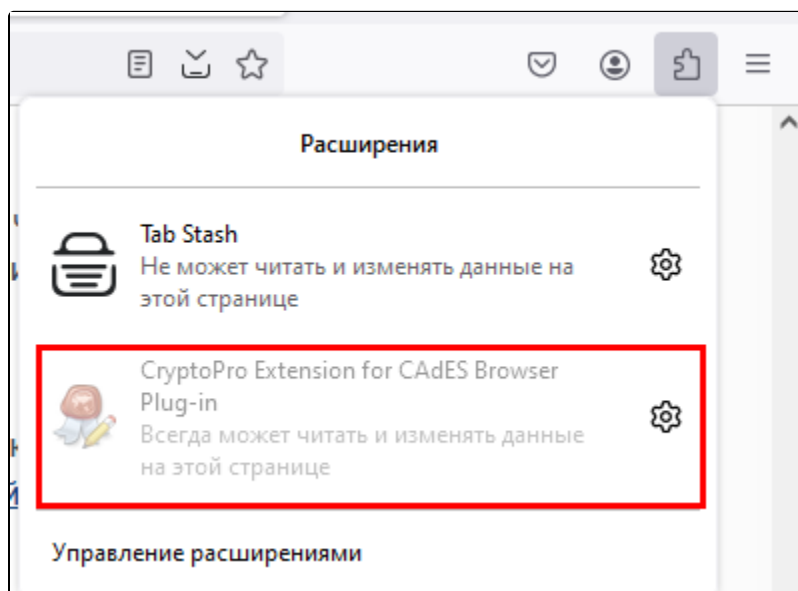 Расширения
Tab Stash
Не может читать и изменять данные на
этой странице
CryptoPro Extension for CAdES Browser
Plug-in
Всегда может читать и изменять данные
на этой странице
Управление расширениями